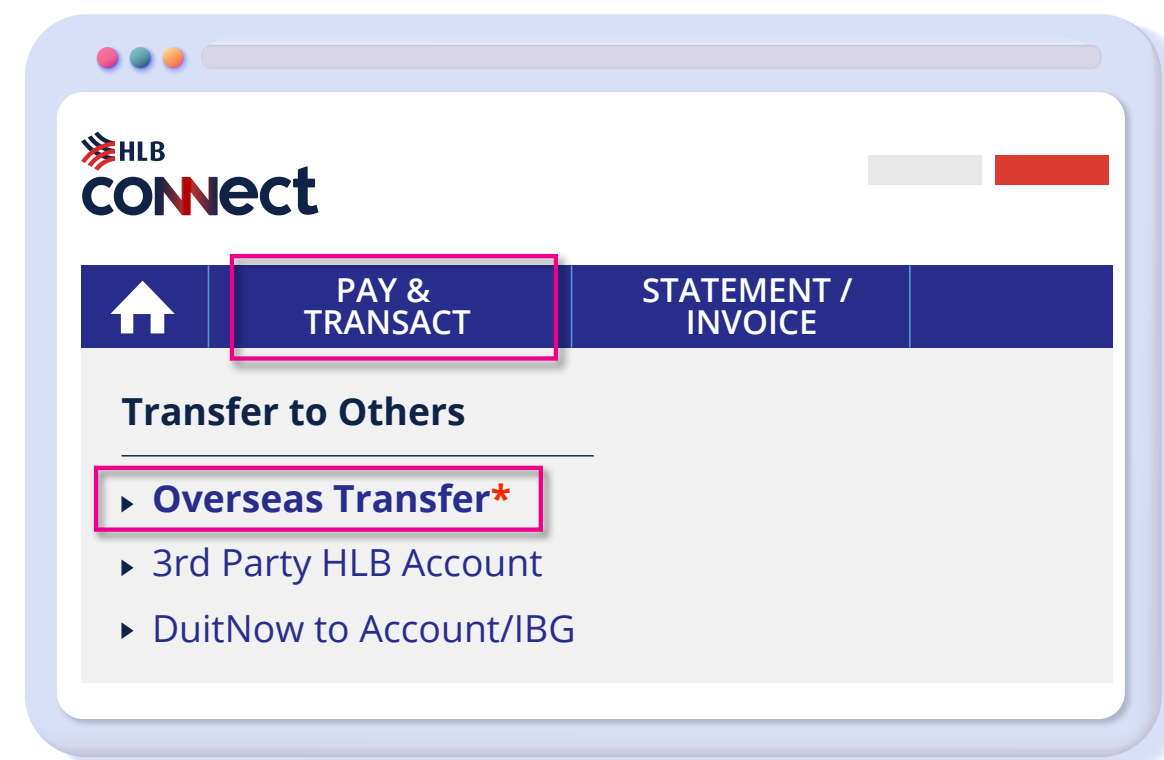 HLB
connect
PAY &
TRANSACT
STATEMENT /
INVOICE
Transfer to Others
Overseas Transfer*
3rd Party HLB Account
DuitNow to Account/IBG